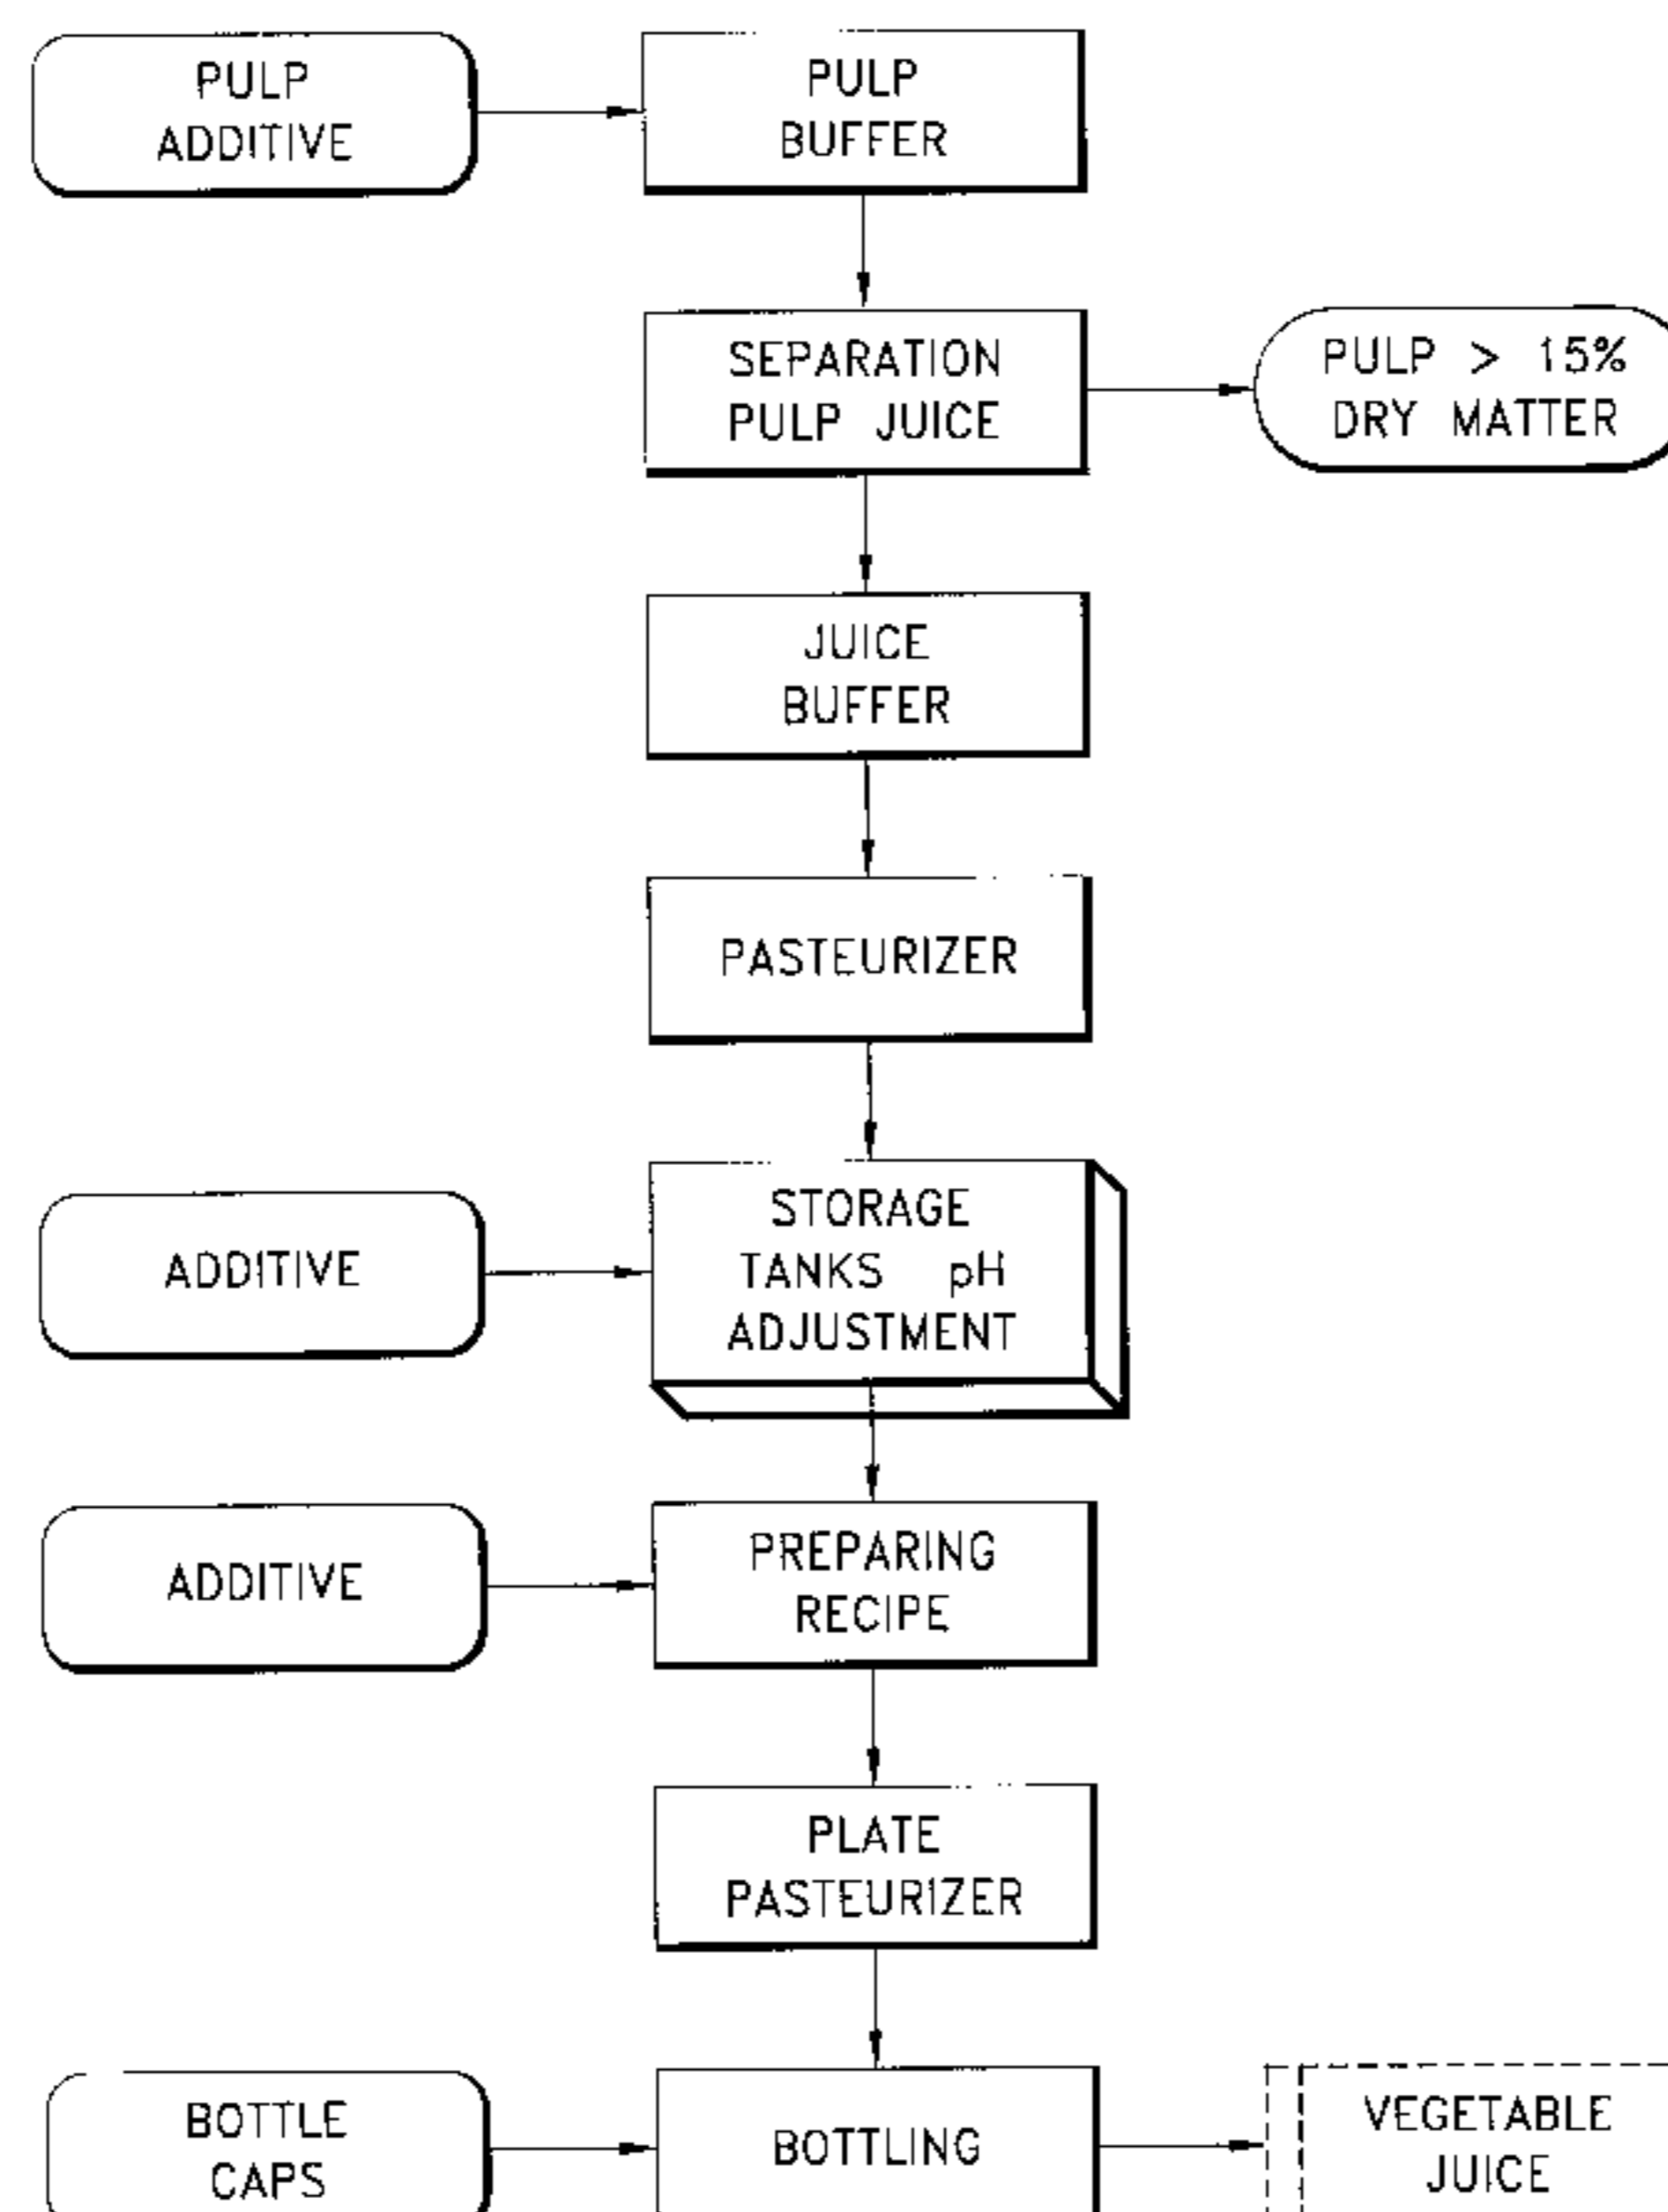 PULP
ADDITIVE
PULP
BUFFER
SEPARATION
PULP JUICE
PULP > 15%
DRY MATTER
JUICE
BUFFER
PASTEURIZER
STORAGE
TANKS pH
ADJUSTMENT
ADDITIVE
PREPARING
RECIPE
ADDITIVE
PLATE
PASTEURIZER
BOTTLE
CAPS
BOTTLING
VEGETABLE
JUICE